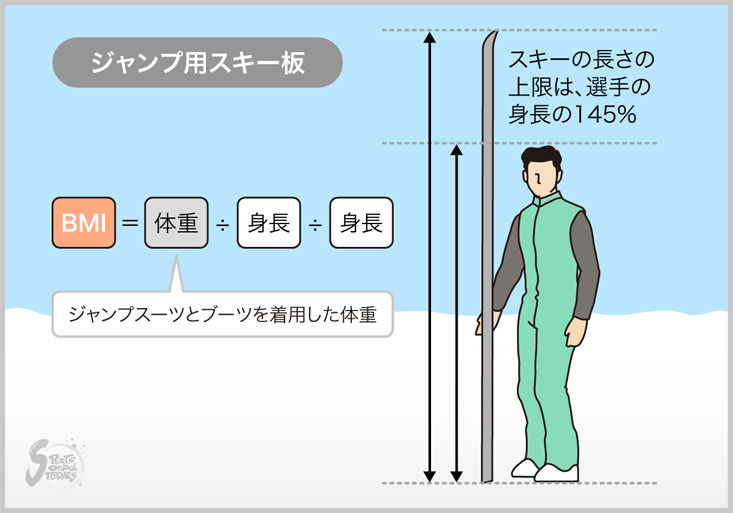 ジャンプ用スキー板
スキーの長さの
上限は、選手の
身長の145%
BMI = 体重 ÷ 身長 ÷ 身長
ジャンプスーツとブーツを着用した体重
SPORTS
SOCIAL
STUDIES